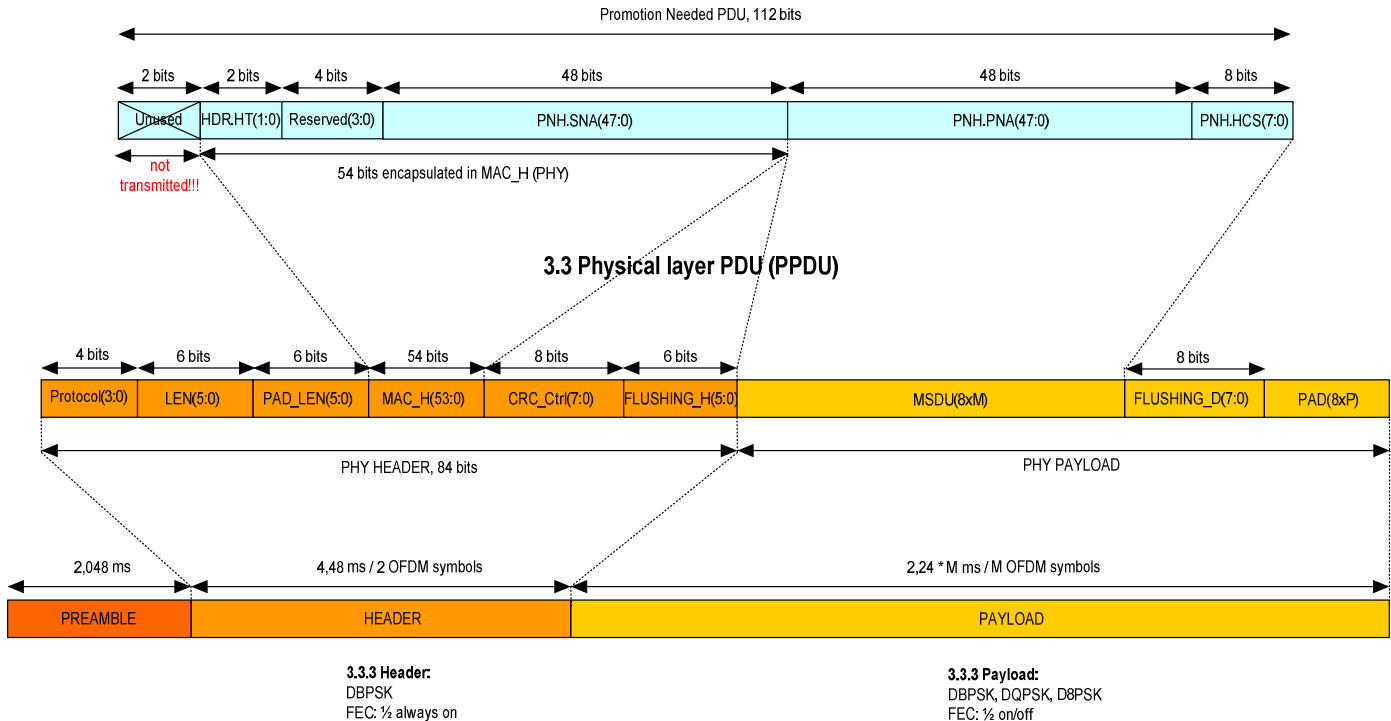 Promotion Needed PDU, 112 bits
2 bits 2 bits 4 bits 48 bits 48 bits 8 bits
Unused HDR.HT(1:0) Reserved(3:0) PNH.SNA(47:0) PNH.PNA(47:0) PNH.HCS(7:0)
not
transmitted!!!
54 bits encapsulated in MAC_H (PHY)
3.3 Physical layer PDU (PPDU)
4 bits 6 bits 6 bits 54 bits 8 bits 6 bits 8 bits
Protocol(3:0) LEN(5:0) PAD_LEN(5:0) MAC_H(53:0) CRC_Ctrl(7:0) FLUSHING_H(5:0) MSDU(8xM) FLUSHING_D(7:0) PAD(8xP)
PHY HEADER, 84 bits PHY PAYLOAD
2,048 ms 4,48 ms / 2 OFDM symbols 2,24 * M ms / M OFDM symbols
PREAMBLE HEADER PAYLOAD
3.3.3 Header:
DBPSK
FEC: ½ always on
3.3.3 Payload:
DBPSK, DQPSK, D8PSK
FEC: ½ on/off